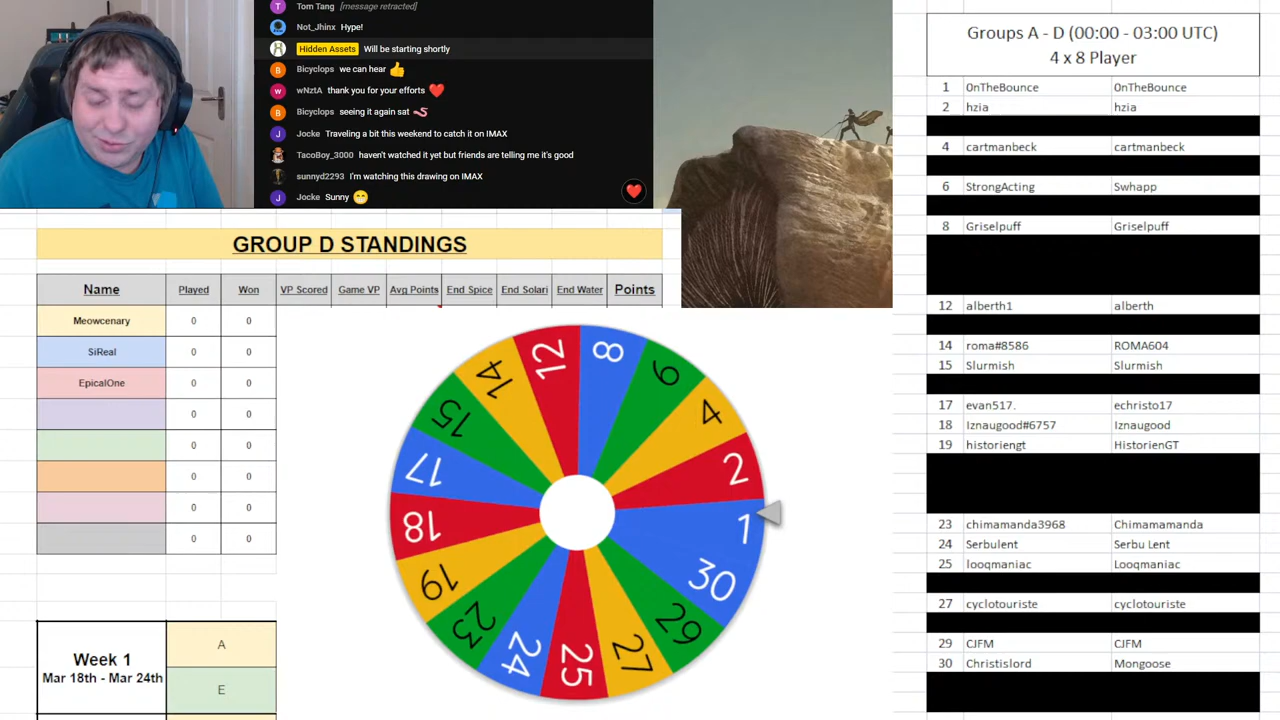 Tom Tang [message retracted]
Not_Jhinx Hype!
Hidden Assets Will be starting shortly
Bicyclops we can hear 👍
wNztA thank you for your efforts ❤️
Bicyclops seeing it again sat 🪱
Jocke Traveling a bit this weekend to catch it on IMAX
TacoBoy_3000 haven't watched it yet but friends are telling me it's good
sunnyd2293 I'm watching this drawing on IMAX
Jocke Sunny 😁
GROUP D STANDINGS
Name Played Won VP Scored Game VP Avg Points End Spice End Solari End Water Points
Meowcenary 0 0
SiReal 0 0
EpicalOne 0 0
0 0
0 0
0 0
0 0
0 0
Week 1
Mar 18th - Mar 24th
A
E
1
2
4
6
8
12
14
15
17
18
19
23
24
25
27
29
30
Groups A - D (00:00 - 03:00 UTC)
4 x 8 Player
1 0nTheBounce 0nTheBounce
2 hzia hzia
4 cartmanbeck cartmanbeck
6 StrongActing Swhapp
8 Griselpuff Griselpuff
12 alberth1 alberth
14 roma#8586 ROMA604
15 Slurmish Slurmish
17 evan517. echristo17
18 Iznaugood#6757 Iznaugood
19 historiengt HistorienGT
23 chimamanda3968 Chimamamanda
24 Serbulent Serbu Lent
25 looqmaniac Looqmaniac
27 cyclotouriste cyclotouriste
29 CJFM CJFM
30 Christislord Mongoose